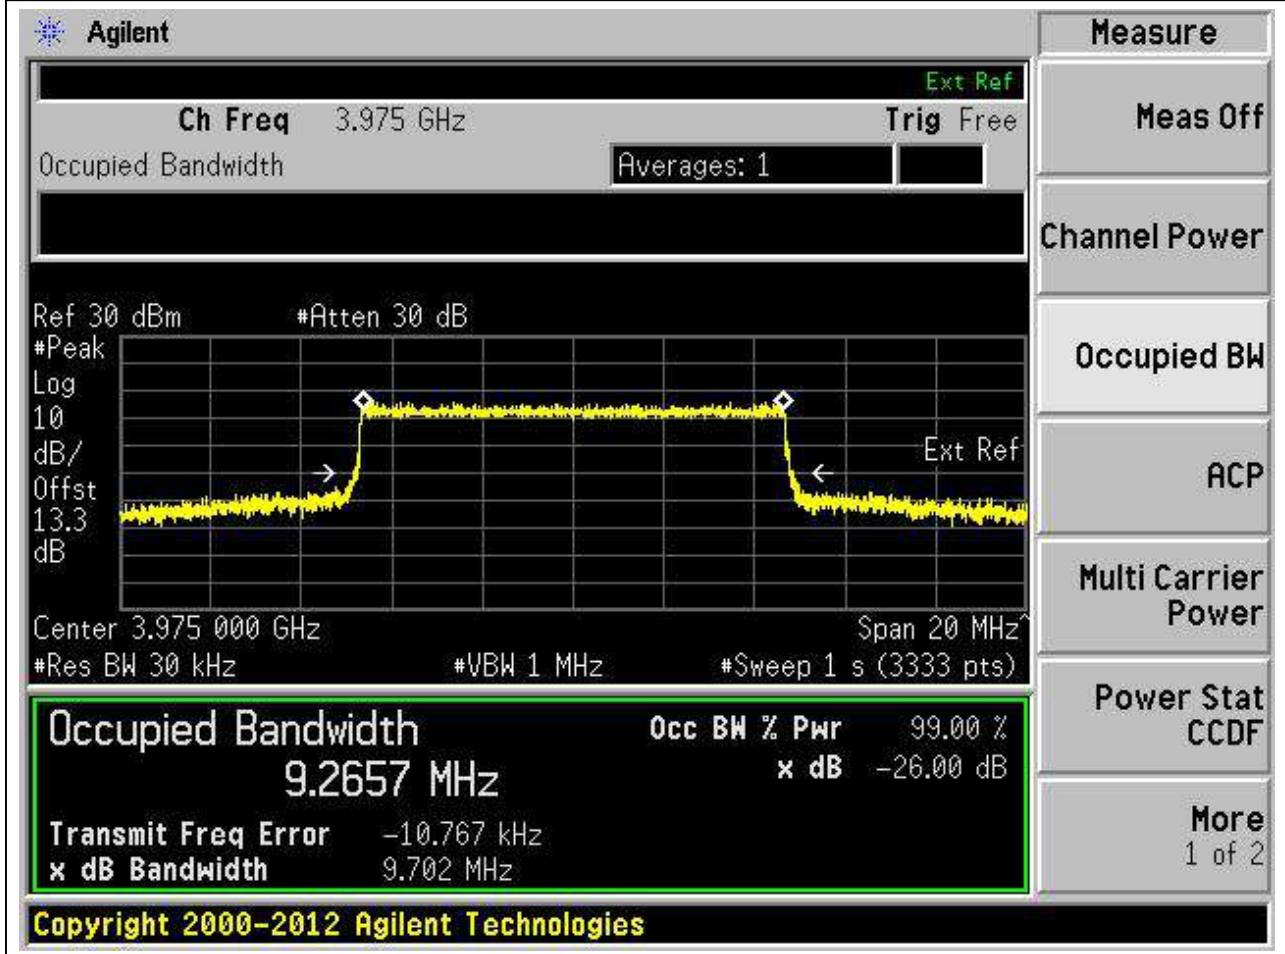 Agilent
Measure
Ext Ref
Ch Freq 3.975 GHz Trig Free
Meas Off
Occupied Bandwidth Averages: 1
Channel Power
Ref 30 dBm #Atten 30 dB
#Peak
Log
10
dB/
Offst
13.3
dB
Ext Ref
Occupied BW
ACP
Center 3.975 000 GHz Span 20 MHz^
#Res BW 30 kHz #VBW 1 MHz #Sweep 1 s (3333 pts)
Multi Carrier
Power
Occupied Bandwidth Occ BW % Pwr 99.00 %
9.2657 MHz x dB -26.00 dB
Transmit Freq Error -10.767 kHz
x dB Bandwidth 9.702 MHz
Power Stat
CCDF
More
1 of 2
Copyright 2000-2012 Agilent Technologies